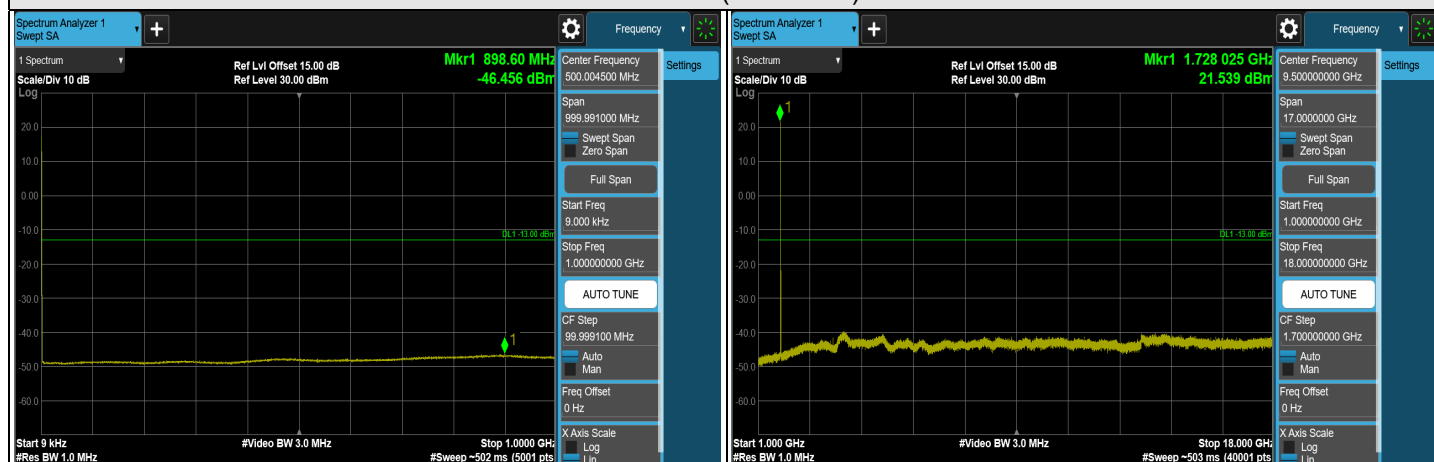 Spectrum Analyzer 1
Swept SA
+
Frequency
1 Spectrum
Scale/Div 10 dB
Log
Ref Lvl Offset 15.00 dB
Ref Level 30.00 dBm
Mkr1 898.60 MHz
-46.456 dBm
20.0
10.0
0.00
-10.0
-20.0
-30.0
-40.0
-50.0
-60.0
DL1 -13.00 dBm
1
Start 9 kHz
#Res BW 1.0 MHz
#Video BW 3.0 MHz
Stop 1.0000 GHz
#Sweep ~502 ms (5001 pts
Center Frequency
500.004500 MHz
Settings
Span
999.991000 MHz
Swept Span
Zero Span
Full Span
Start Freq
9.000 kHz
Stop Freq
1.000000000 GHz
AUTO TUNE
CF Step
99.999100 MHz
Auto
Man
Freq Offset
0 Hz
X Axis Scale
Log
Lin
Spectrum Analyzer 1
Swept SA
+
Frequency
1 Spectrum
Scale/Div 10 dB
Log
Ref Lvl Offset 15.00 dB
Ref Level 30.00 dBm
Mkr1 1.728 025 GHz
21.539 dBm
1
20.0
10.0
0.00
-10.0
-20.0
-30.0
-40.0
-50.0
-60.0
DL1 -13.00 dBm
Start 1.000 GHz
#Res BW 1.0 MHz
#Video BW 3.0 MHz
Stop 18.000 GHz
#Sweep ~503 ms (40001 pts
Center Frequency
9.500000000 GHz
Settings
Span
17.0000000 GHz
Swept Span
Zero Span
Full Span
Start Freq
1.000000000 GHz
Stop Freq
18.000000000 GHz
AUTO TUNE
CF Step
1.700000000 GHz
Auto
Man
Freq Offset
0 Hz
X Axis Scale
Log
Lin